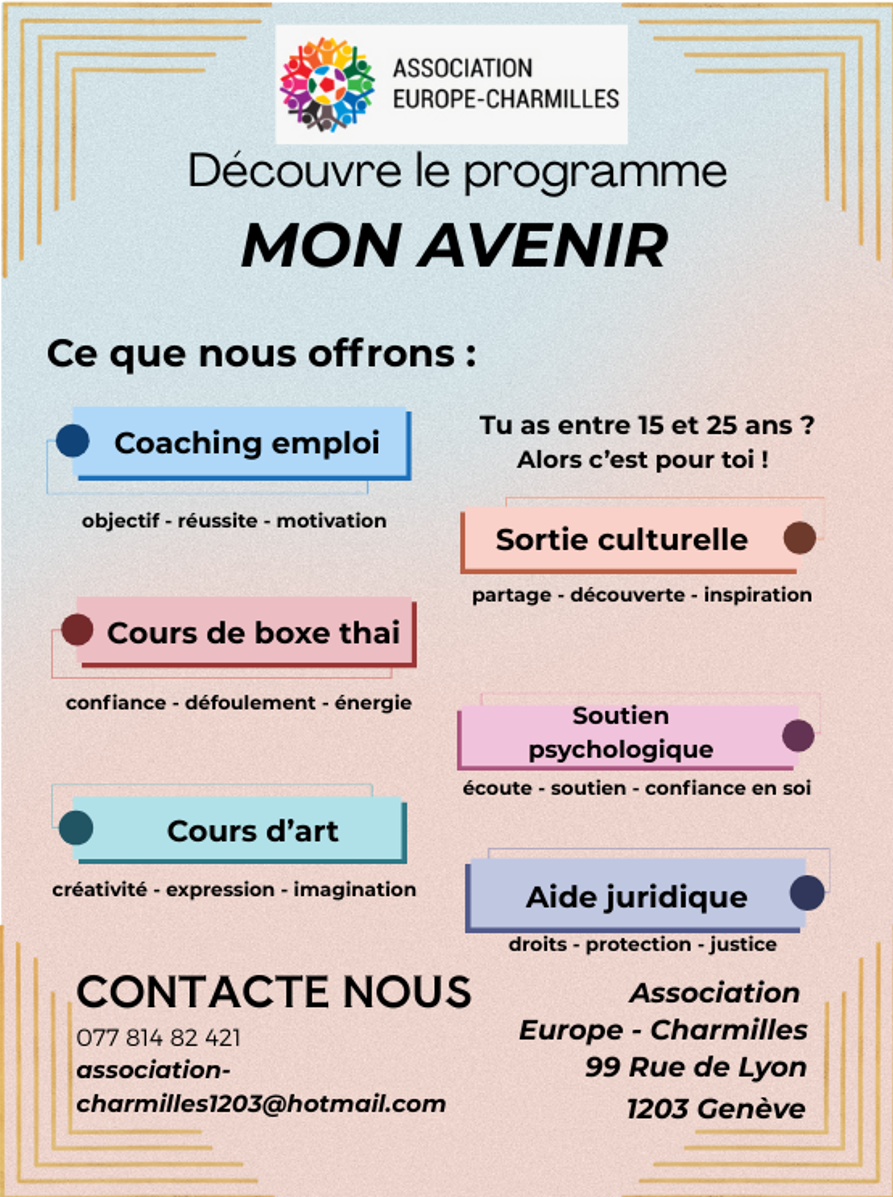 ASSOCIATION
EUROPE-CHARMILLES
Découvre le programme
MON AVENIR
Ce que nous offrons :
Coaching emploi
objectif - réussite - motivation
Tu as entre 15 et 25 ans ?
Alors c’est pour toi !
Sortie culturelle
partage - découverte - inspiration
Cours de boxe thai
confiance - défoulement - énergie
Soutien
psychologique
écoute - soutien - confiance en soi
Cours d’art
créativité - expression - imagination
Aide juridique
droits - protection - justice
CONTACTE NOUS
077 814 82 421
association-
charmilles1203@hotmail.com
Association
Europe - Charmilles
99 Rue de Lyon
1203 Genève